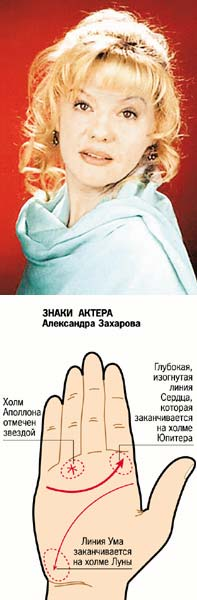 ЗНАКИ АКТЕРА
Александра Захарова
Холм
Аполлона
отмечен
звездой
Глубокая,
изогнутая
линия
Сердца,
которая
заканчивается
на холме
Юпитера
Линия Ума
заканчивается
на холме Луны